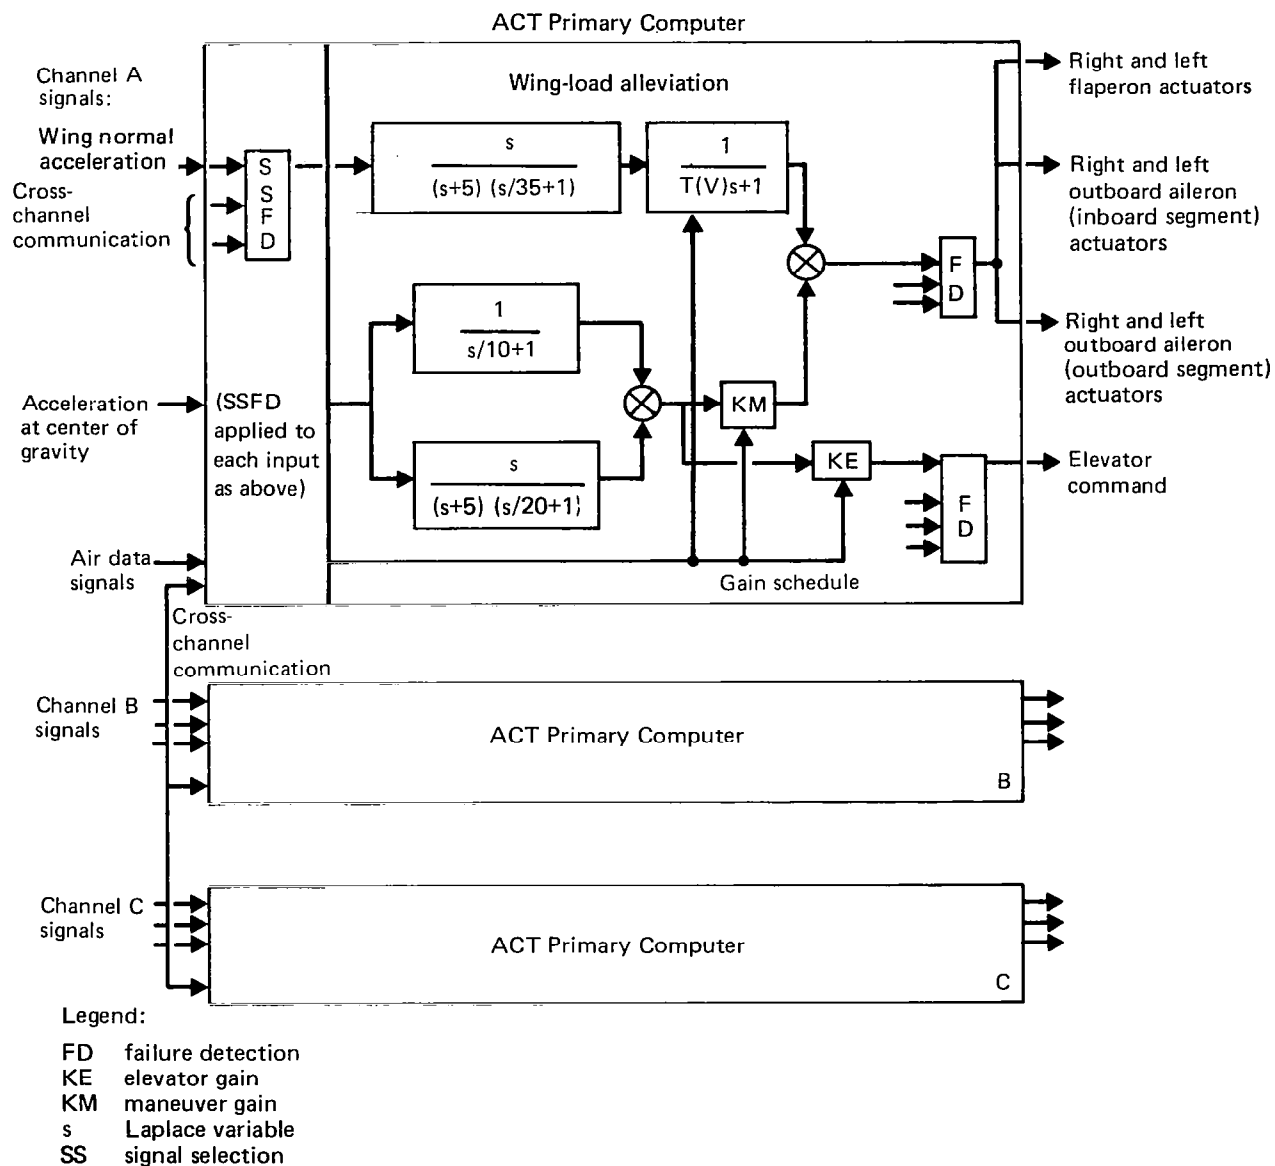 ACT Primary Computer
Channel A
signals:
Wing normal
acceleration
Cross-
channel
communication
S
S
F
D
Wing-load alleviation
s
(s+5) (s/35+1)
1
T(V)s+1
Right and left
flaperon actuators
Right and left
outboard aileron
(inboard segment)
actuators
F
D
1
s/10+1
Right and left
outboard aileron
(outboard segment)
actuators
Acceleration
at center of
gravity
(SSFD
applied to
each input
as above)
KM
KE
s
(s+5) (s/20+1)
F
D
Elevator
command
Air data
signals
Gain schedule
Cross-
channel
communication
Channel B
signals
ACT Primary Computer
B
Channel C
signals
ACT Primary Computer
C
Legend:
FD failure detection
KE elevator gain
KM maneuver gain
s Laplace variable
SS signal selection